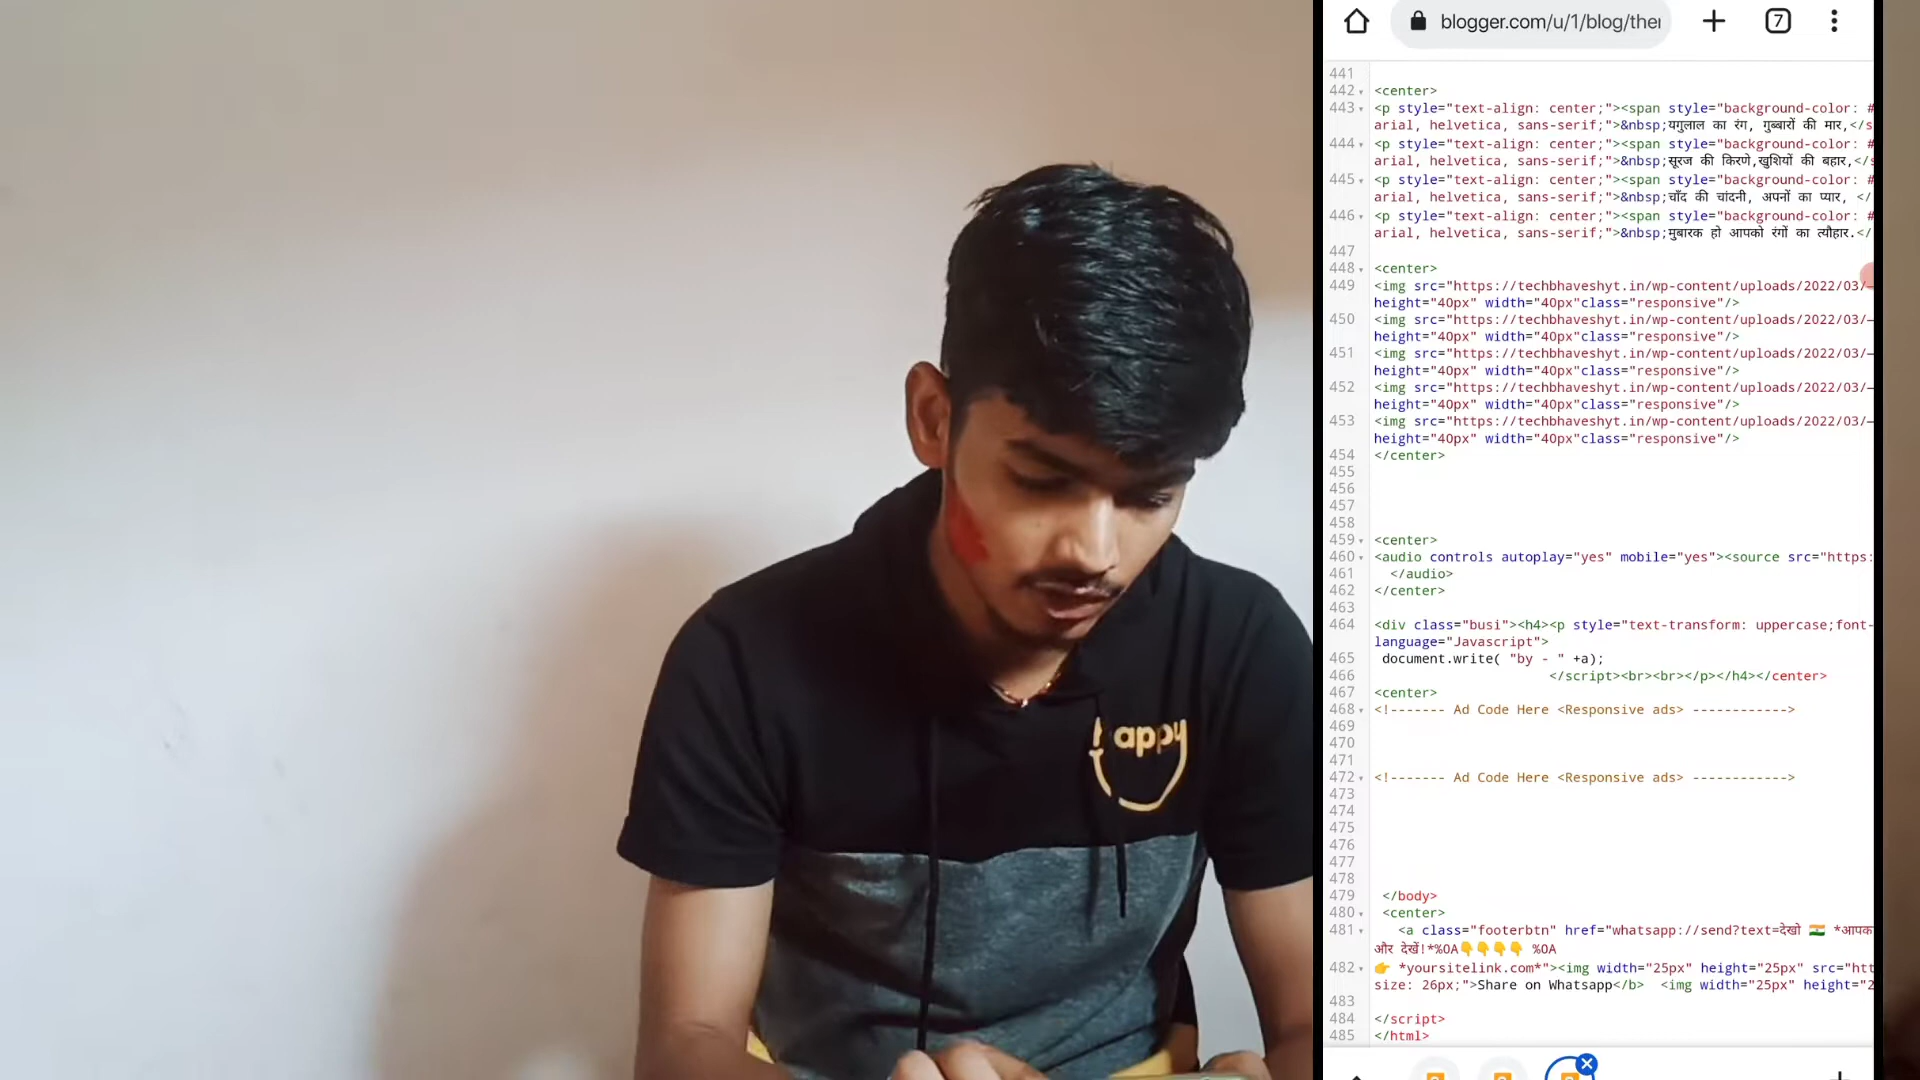 appy
blogger.com/u/1/blog/the
7
441
442 <center>
443 <p style="text-align: center;"><span style="background-color: #
arial, helvetica, sans-serif;">&nbsp;यगुलाल का रंग, गुब्बारों की मार,</s
444 <p style="text-align: center;"><span style="background-color: #
arial, helvetica, sans-serif;">&nbsp;सूरज की किरणे,खुशियों की बहार,</s
445 <p style="text-align: center;"><span style="background-color: #
arial, helvetica, sans-serif;">&nbsp;चाँद की चांदनी, अपनों का प्यार, </
446 <p style="text-align: center;"><span style="background-color: #
arial, helvetica, sans-serif;">&nbsp;मुबारक हो आपको रंगों का त्यौहार.</
447
448 <center>
449 <img src="https://techbhaveshyt.in/wp-content/uploads/2022/03/
height="40px" width="40px"class="responsive"/>
450 <img src="https://techbhaveshyt.in/wp-content/uploads/2022/03/—
height="40px" width="40px"class="responsive"/>
451 <img src="https://techbhaveshyt.in/wp-content/uploads/2022/03/—
height="40px" width="40px"class="responsive"/>
452 <img src="https://techbhaveshyt.in/wp-content/uploads/2022/03/—
height="40px" width="40px"class="responsive"/>
453 <img src="https://techbhaveshyt.in/wp-content/uploads/2022/03/—
height="40px" width="40px"class="responsive"/>
454 </center>
455
456
457
458
459 <center>
460 <audio controls autoplay="yes" mobile="yes"><source src="https:
461 </audio>
462 </center>
463
464 <div class="busi"><h4><p style="text-transform: uppercase;font-
language="Javascript">
465 document.write( "by - " +a);
466 </script><br><br></p></h4></center>
467 <center>
468 <!------- Ad Code Here <Responsive ads> ------------>
469
470
471
472 <!------- Ad Code Here <Responsive ads> ------------>
473
474
475
476
477
478
479 </body>
480 <center>
481 <a class="footerbtn" href="whatsapp://send?text=देखो 🇮🇳 *आपक
और देखें!*%0A👇👇👇👇 %0A
482 👉 *yoursitelink.com*"><img width="25px" height="25px" src="htt
size: 26px;">Share on Whatsapp</b> <img width="25px" height="2
483
484 </script>
485 </html>